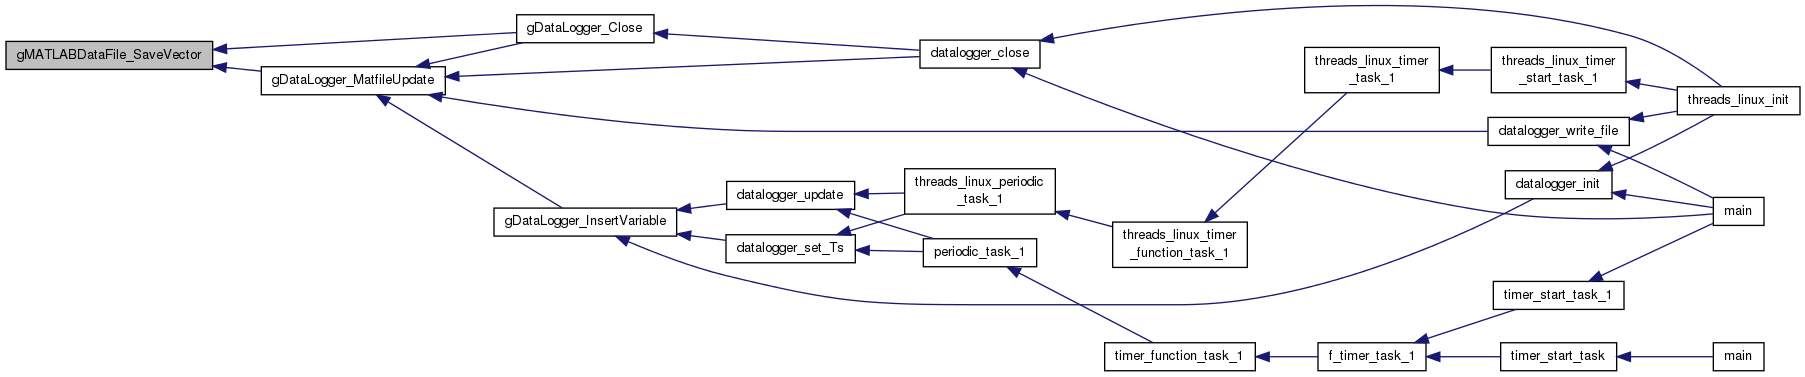 gMATLABDataFile_SaveVector
gDataLogger_Close
gDataLogger_MatfileUpdate
datalogger_close
threads_linux_timer
_task_1
threads_linux_timer
_start_task_1
threads_linux_init
datalogger_write_file
datalogger_init
main
gDataLogger_InsertVariable
datalogger_update
datalogger_set_Ts
threads_linux_periodic
_task_1
periodic_task_1
threads_linux_timer
_function_task_1
timer_start_task_1
timer_function_task_1
f_timer_task_1
timer_start_task
main